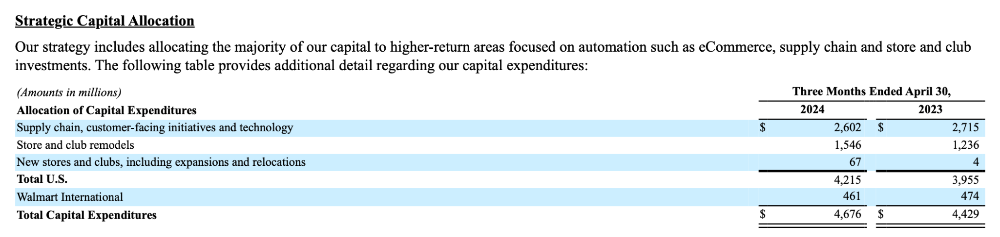 Strategic Capital Allocation
Our strategy includes allocating the majority of our capital to higher-return areas focused on automation such as eCommerce, supply chain and store and club
investments. The following table provides additional detail regarding our capital expenditures:
(Amounts in millions) Three Months Ended April 30,
Allocation of Capital Expenditures 2024 2023
Supply chain, customer-facing initiatives and technology $ 2,602 $ 2,715
Store and club remodels 1,546 1,236
New stores and clubs, including expansions and relocations 67 4
Total U.S. 4,215 3,955
Walmart International 461 474
Total Capital Expenditures $ 4,676 $ 4,429